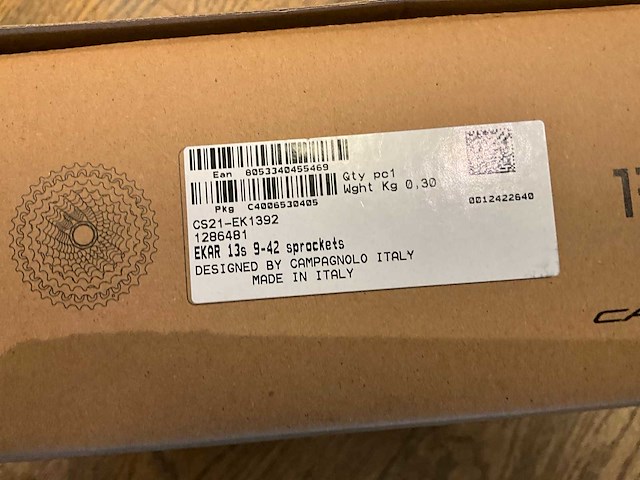 Ean 8053340455469
Qty pc1
Wght Kg 0,30
Pkg C4006530405
0012422640
CS21-EK1392
1286481
EKAR 13s 9-42 sprockets
DESIGNED BY CAMPAGNOLO ITALY
MADE IN ITALY
CA